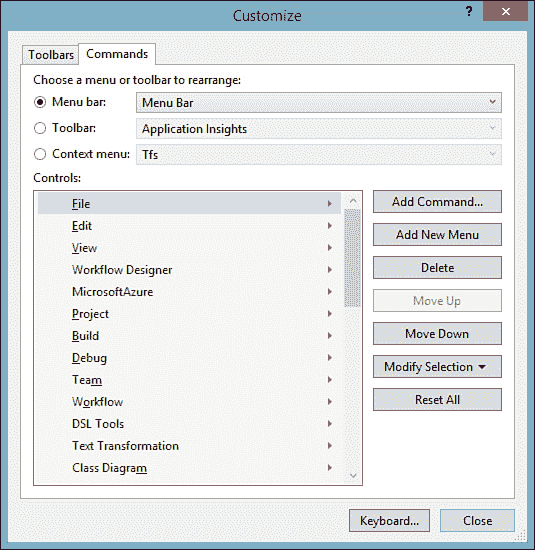 Customize
?
Toolbars Commands
Choose a menu or toolbar to rearrange:
Menu bar: Menu Bar
Toolbar: Application Insights
Context menu: Tfs
Controls:
File
Edit
View
Workflow Designer
MicrosoftAzure
Project
Build
Debug
Team
Workflow
DSL Tools
Text Transformation
Class Diagram
Add Command...
Add New Menu
Delete
Move Up
Move Down
Modify Selection
Reset All
Keyboard... Close